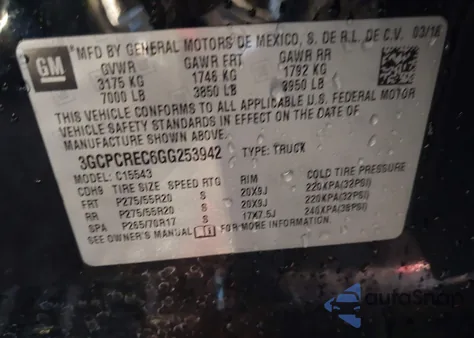 GM
MFD BY GENERAL MOTORS DE MEXICO, S. DE R.L. DE C.V. 03/16
GVWR GAWR FRT GAWR RR
3175 KG 1746 KG 1792 KG
7000 LB 3850 LB 3950 LB
THIS VEHICLE CONFORMS TO ALL APPLICABLE U.S. FEDERAL MOTOR
VEHICLE SAFETY STANDARDS IN EFFECT ON THE DATE OF
MANUFACTURE SHOWN ABOVE.
3GCPCREC6GG253942 TYPE: TRUCK
MODEL: C15543
CDH9 TIRE SIZE SPEED RTG RIM COLD TIRE PRESSURE
FRT P275/55R20 S 20X9J 220KPA(32PSI)
RR P275/55R20 S 20X9J 220KPA(32PSI)
SPA P265/70R17 S 17X7.5J 240KPA(35PSI)
SEE OWNER'S MANUAL FOR MORE INFORMATION.
autoSnap